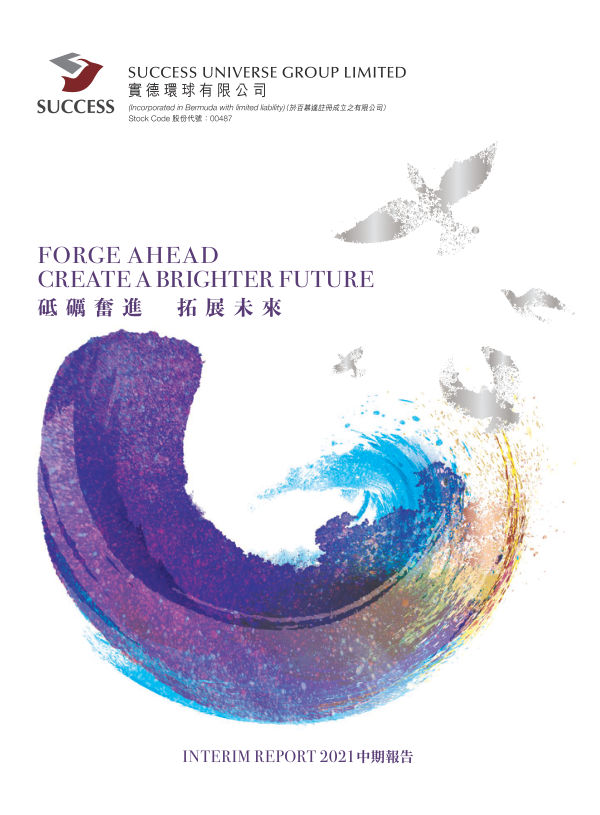 SUCCESS
SUCCESS UNIVERSE GROUP LIMITED
實德環球有限公司
(Incorporated in Bermuda with limited liability) (於百慕達註冊成立之有限公司)
Stock Code 股份代號：00487
FORGE AHEAD
CREATE A BRIGHTER FUTURE
砥礪奮進 拓展未來
INTERIM REPORT 2021 中期報告